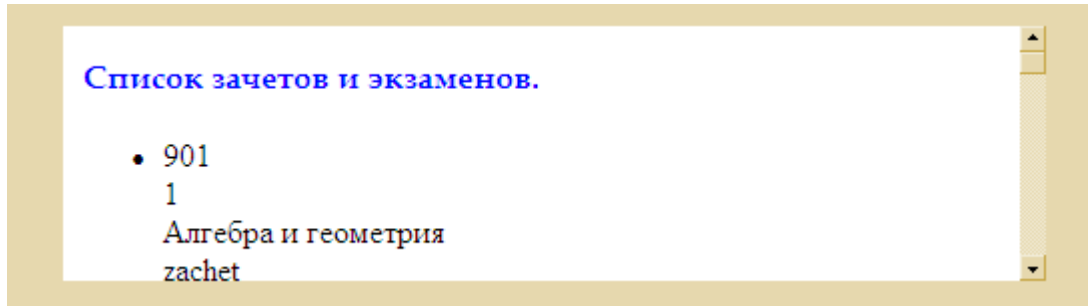 Список зачетов и экзаменов.
901
1
Алгебра и геометрия
zachet